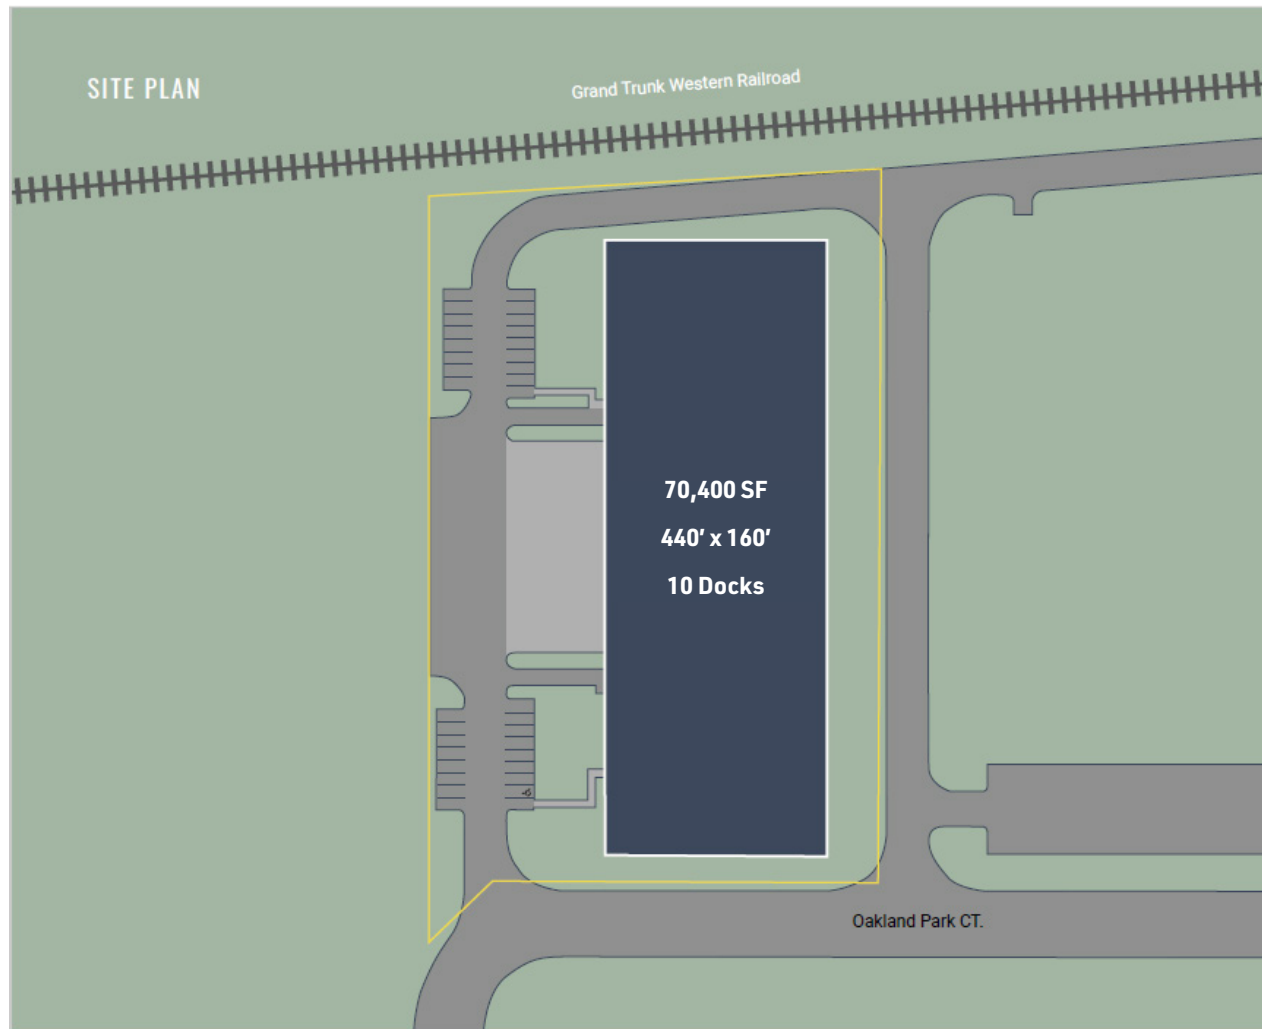 SITE PLAN
Grand Trunk Western Railroad
70,400 SF
440' x 160'
10 Docks
Oakland Park CT.